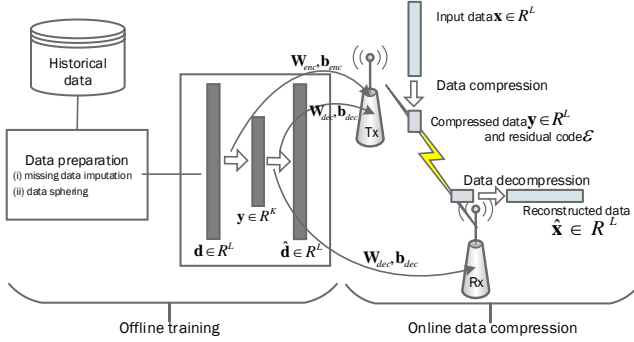 Historical
data
Data preparation
(i) missing data imputation
(ii) data sphering
d ∈ R^L
y ∈ R^K
d̂ ∈ R^L
W_enc, b_enc
W_dec, b_dec
W_dec, b_dec
Tx
Rx
Input data x ∈ R^L
Data compression
Compressed data y ∈ R^L
and residual code ℰ
Data decompression
Reconstructed data
x̂ ∈ R^L
Offline training
Online data compression